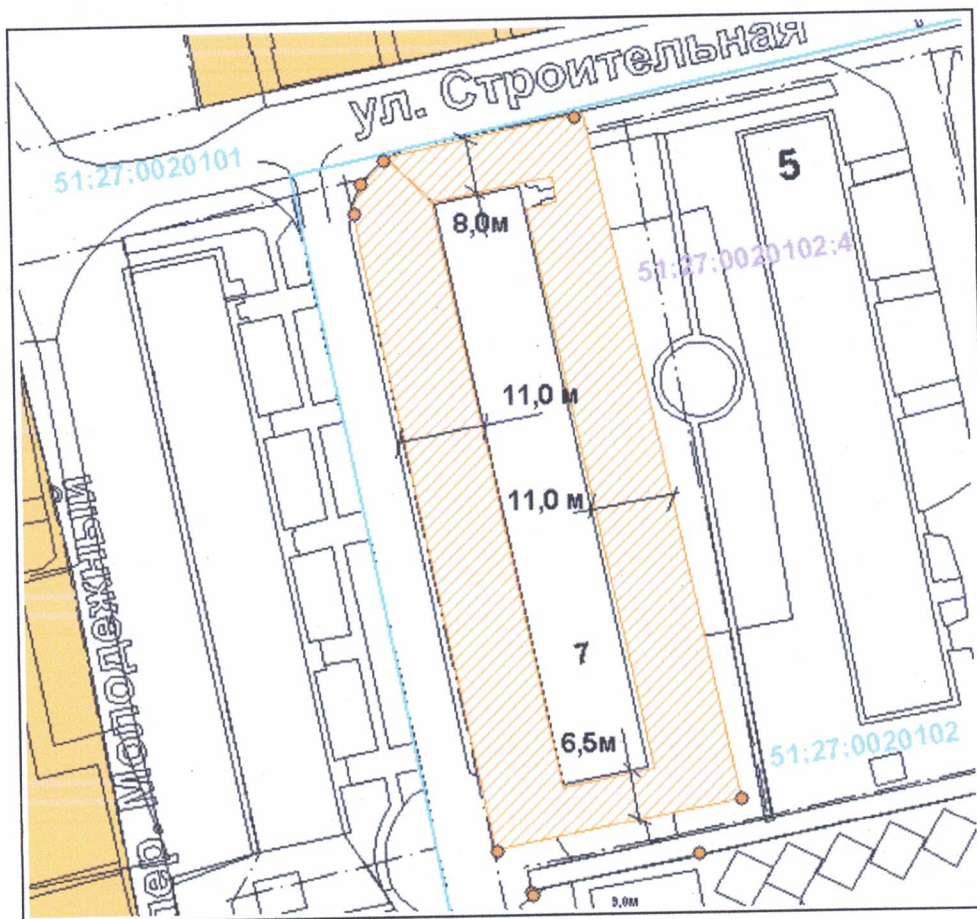 ул. Строительная
51:27:0020101
5
8,0м
51:27:0020102:4
11,0 м
11,0 м
пер. Молодежный
7
6,5м
51:27:0020102
9,0м